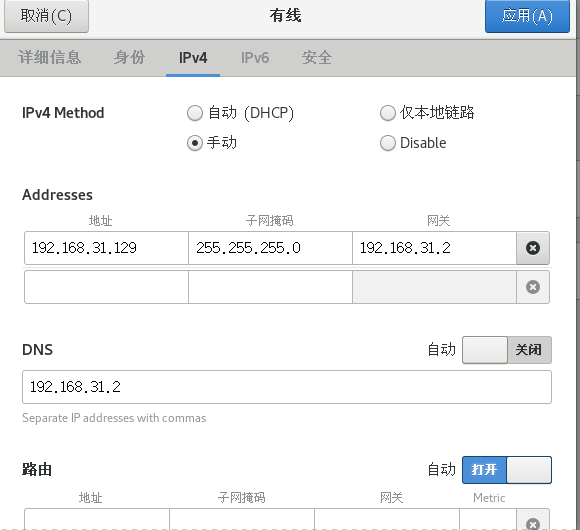 取消(C) 有线 应用(A)
详细信息 身份 IPv4 IPv6 安全
IPv4 Method 自动 (DHCP) 仅本地链路
手动 Disable
Addresses
地址 子网掩码 网关
192.168.31.129 255.255.255.0 192.168.31.2
DNS 自动 关闭
192.168.31.2
Separate IP addresses with commas
路由 自动 打开
地址 子网掩码 网关 Metric